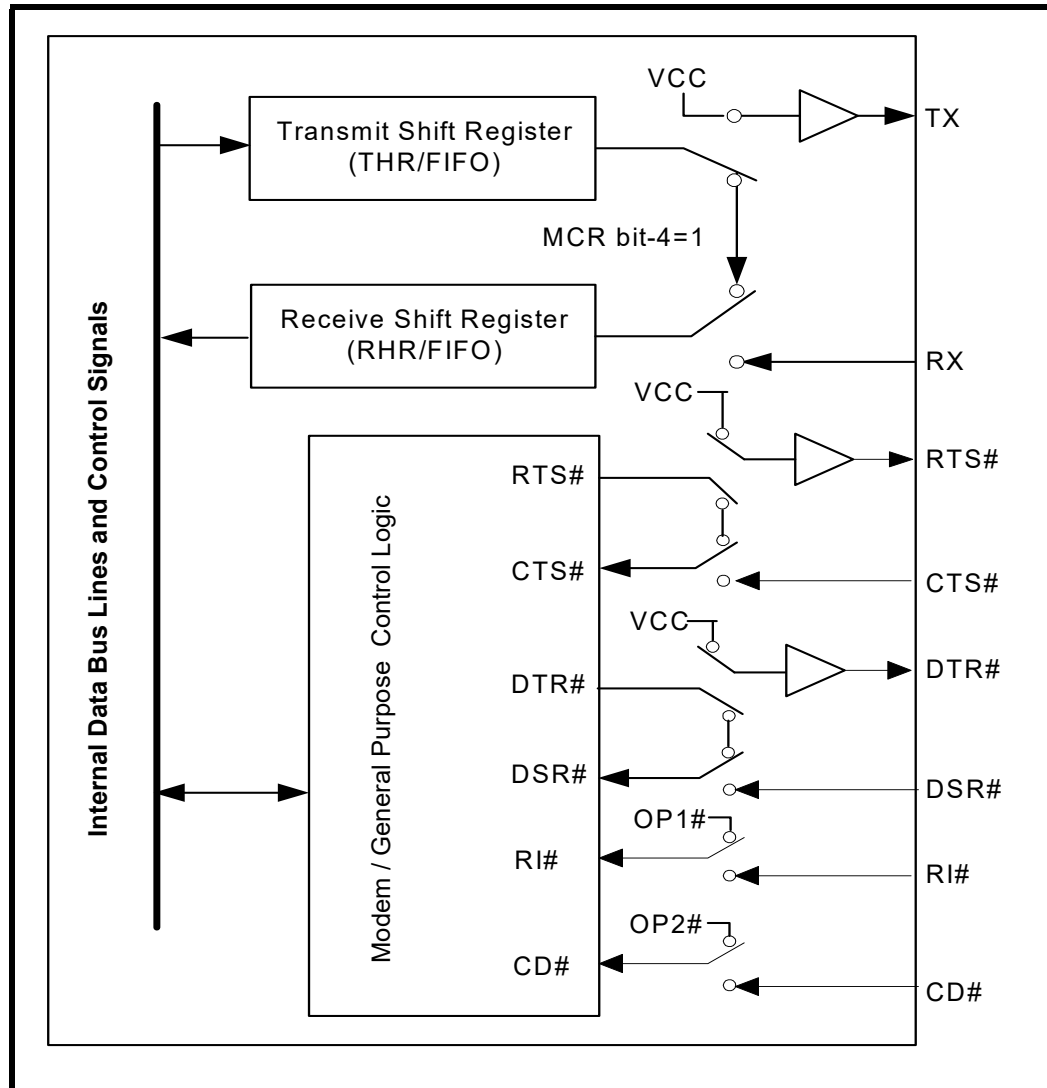 VCC
TX
Transmit Shift Register
(THR/FIFO)
MCR bit-4=1
Receive Shift Register
(RHR/FIFO)
RX
VCC
RTS#
RTS#
CTS#
CTS#
VCC
DTR#
DTR#
DSR#
DSR#
OP1#
RI#
RI#
OP2#
CD#
CD#
Internal Data Bus Lines and Control Signals
Modem / General Purpose Control Logic